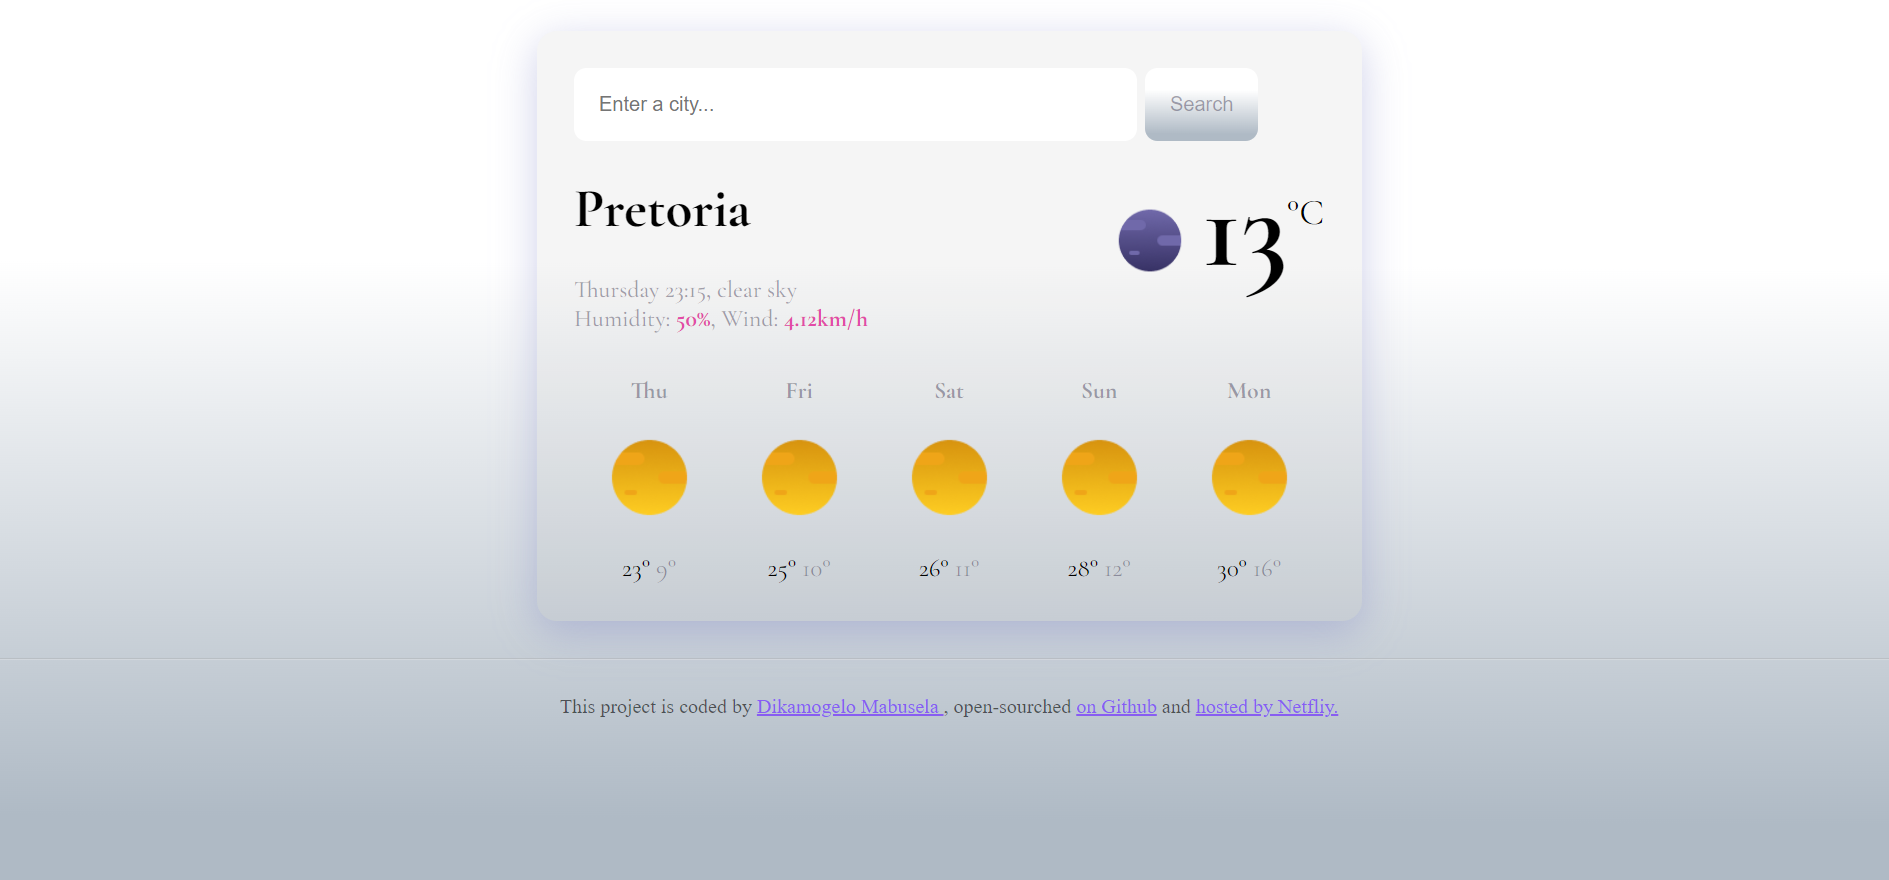 Enter a city...
Search
Pretoria
13 °C
Thursday 23:15, clear sky
Humidity: 50%, Wind: 4.12km/h
Thu Fri Sat Sun Mon
23° 9° 25° 10° 26° 11° 28° 12° 30° 16°
This project is coded by Dikamogelo Mabusela , open-sourched on Github and hosted by Netfliy.